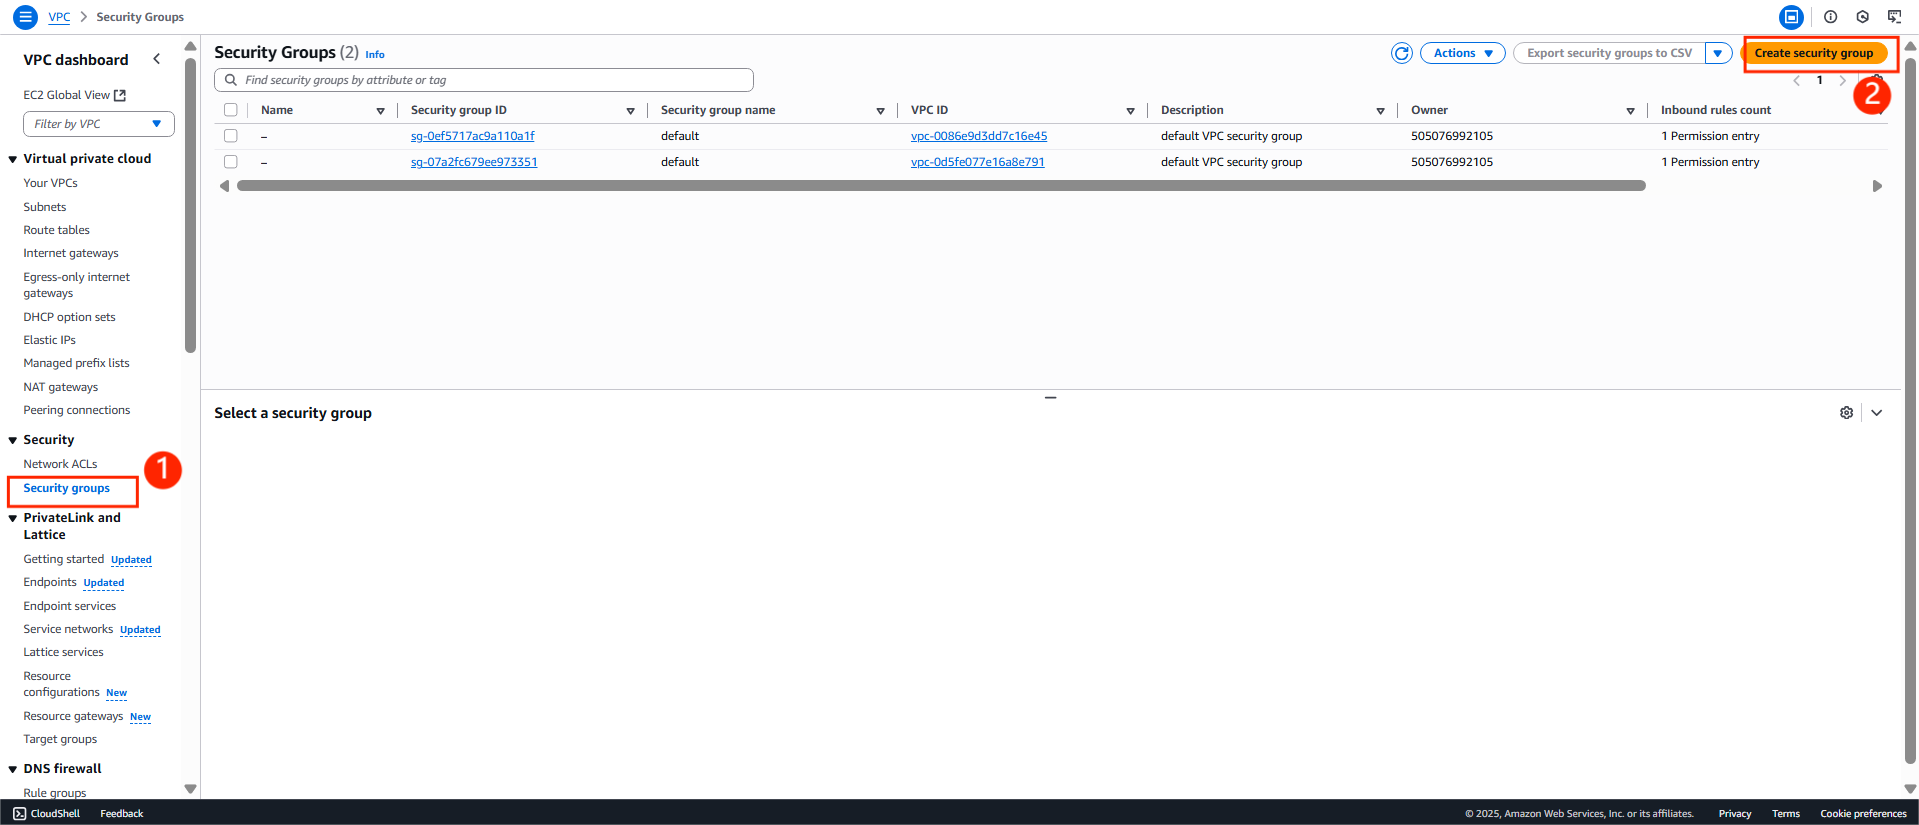 VPC > Security Groups
VPC dashboard
EC2 Global View
Filter by VPC
Virtual private cloud
Your VPCs
Subnets
Route tables
Internet gateways
Egress-only internet
gateways
DHCP option sets
Elastic IPs
Managed prefix lists
NAT gateways
Peering connections
Security
Network ACLs
Security groups
1
PrivateLink and
Lattice
Getting started Updated
Endpoints Updated
Endpoint services
Service networks Updated
Lattice services
Resource
configurations New
Resource gateways New
Target groups
DNS firewall
Rule groups
Security Groups (2) Info
Actions
Export security groups to CSV
Create security group
2
Find security groups by attribute or tag
1
Name Security group ID Security group name VPC ID Description Owner Inbound rules count
– sg-0ef5717ac9a110a1f default vpc-0086e9d3dd7c16e45 default VPC security group 505076992105 1 Permission entry
– sg-07a2fc679ee973351 default vpc-0d5fe077e16a8e791 default VPC security group 505076992105 1 Permission entry
Select a security group
CloudShell Feedback © 2025, Amazon Web Services, Inc. or its affiliates. Privacy Terms Cookie preferences